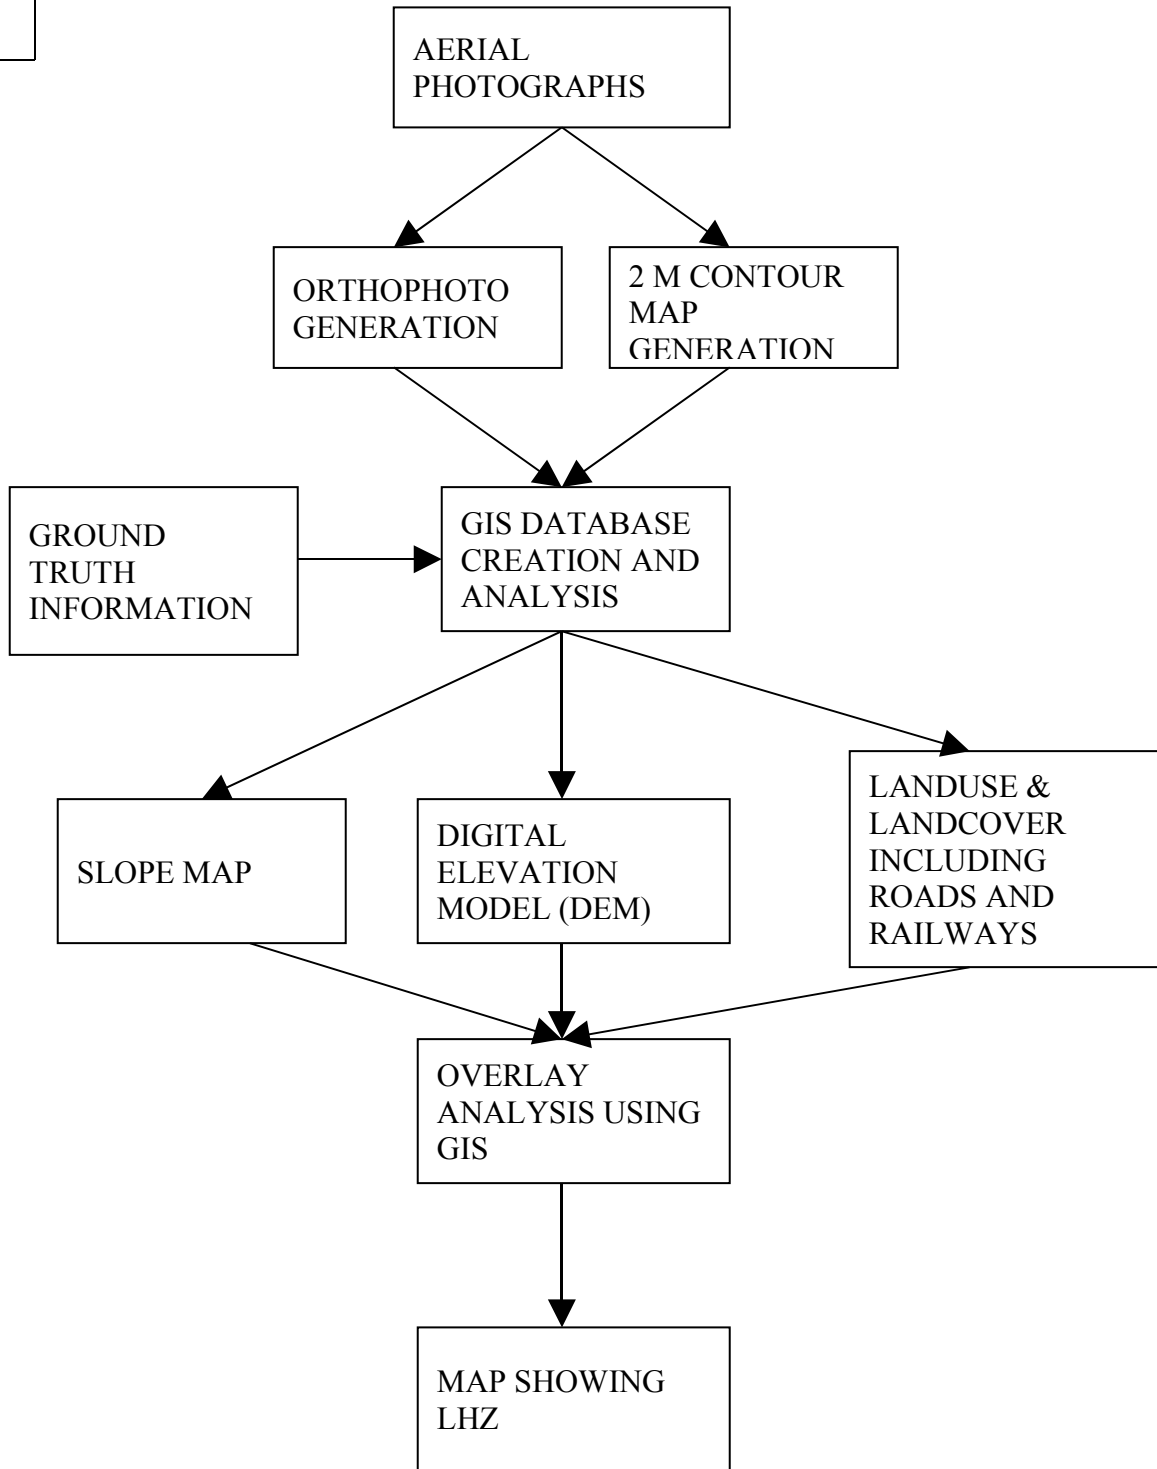 AERIAL
PHOTOGRAPHS
ORTHOPHOTO
GENERATION
2 M CONTOUR
MAP
GENERATION
GROUND
TRUTH
INFORMATION
GIS DATABASE
CREATION AND
ANALYSIS
SLOPE MAP
DIGITAL
ELEVATION
MODEL (DEM)
LANDUSE &
LANDCOVER
INCLUDING
ROADS AND
RAILWAYS
OVERLAY
ANALYSIS USING
GIS
MAP SHOWING
LHZ